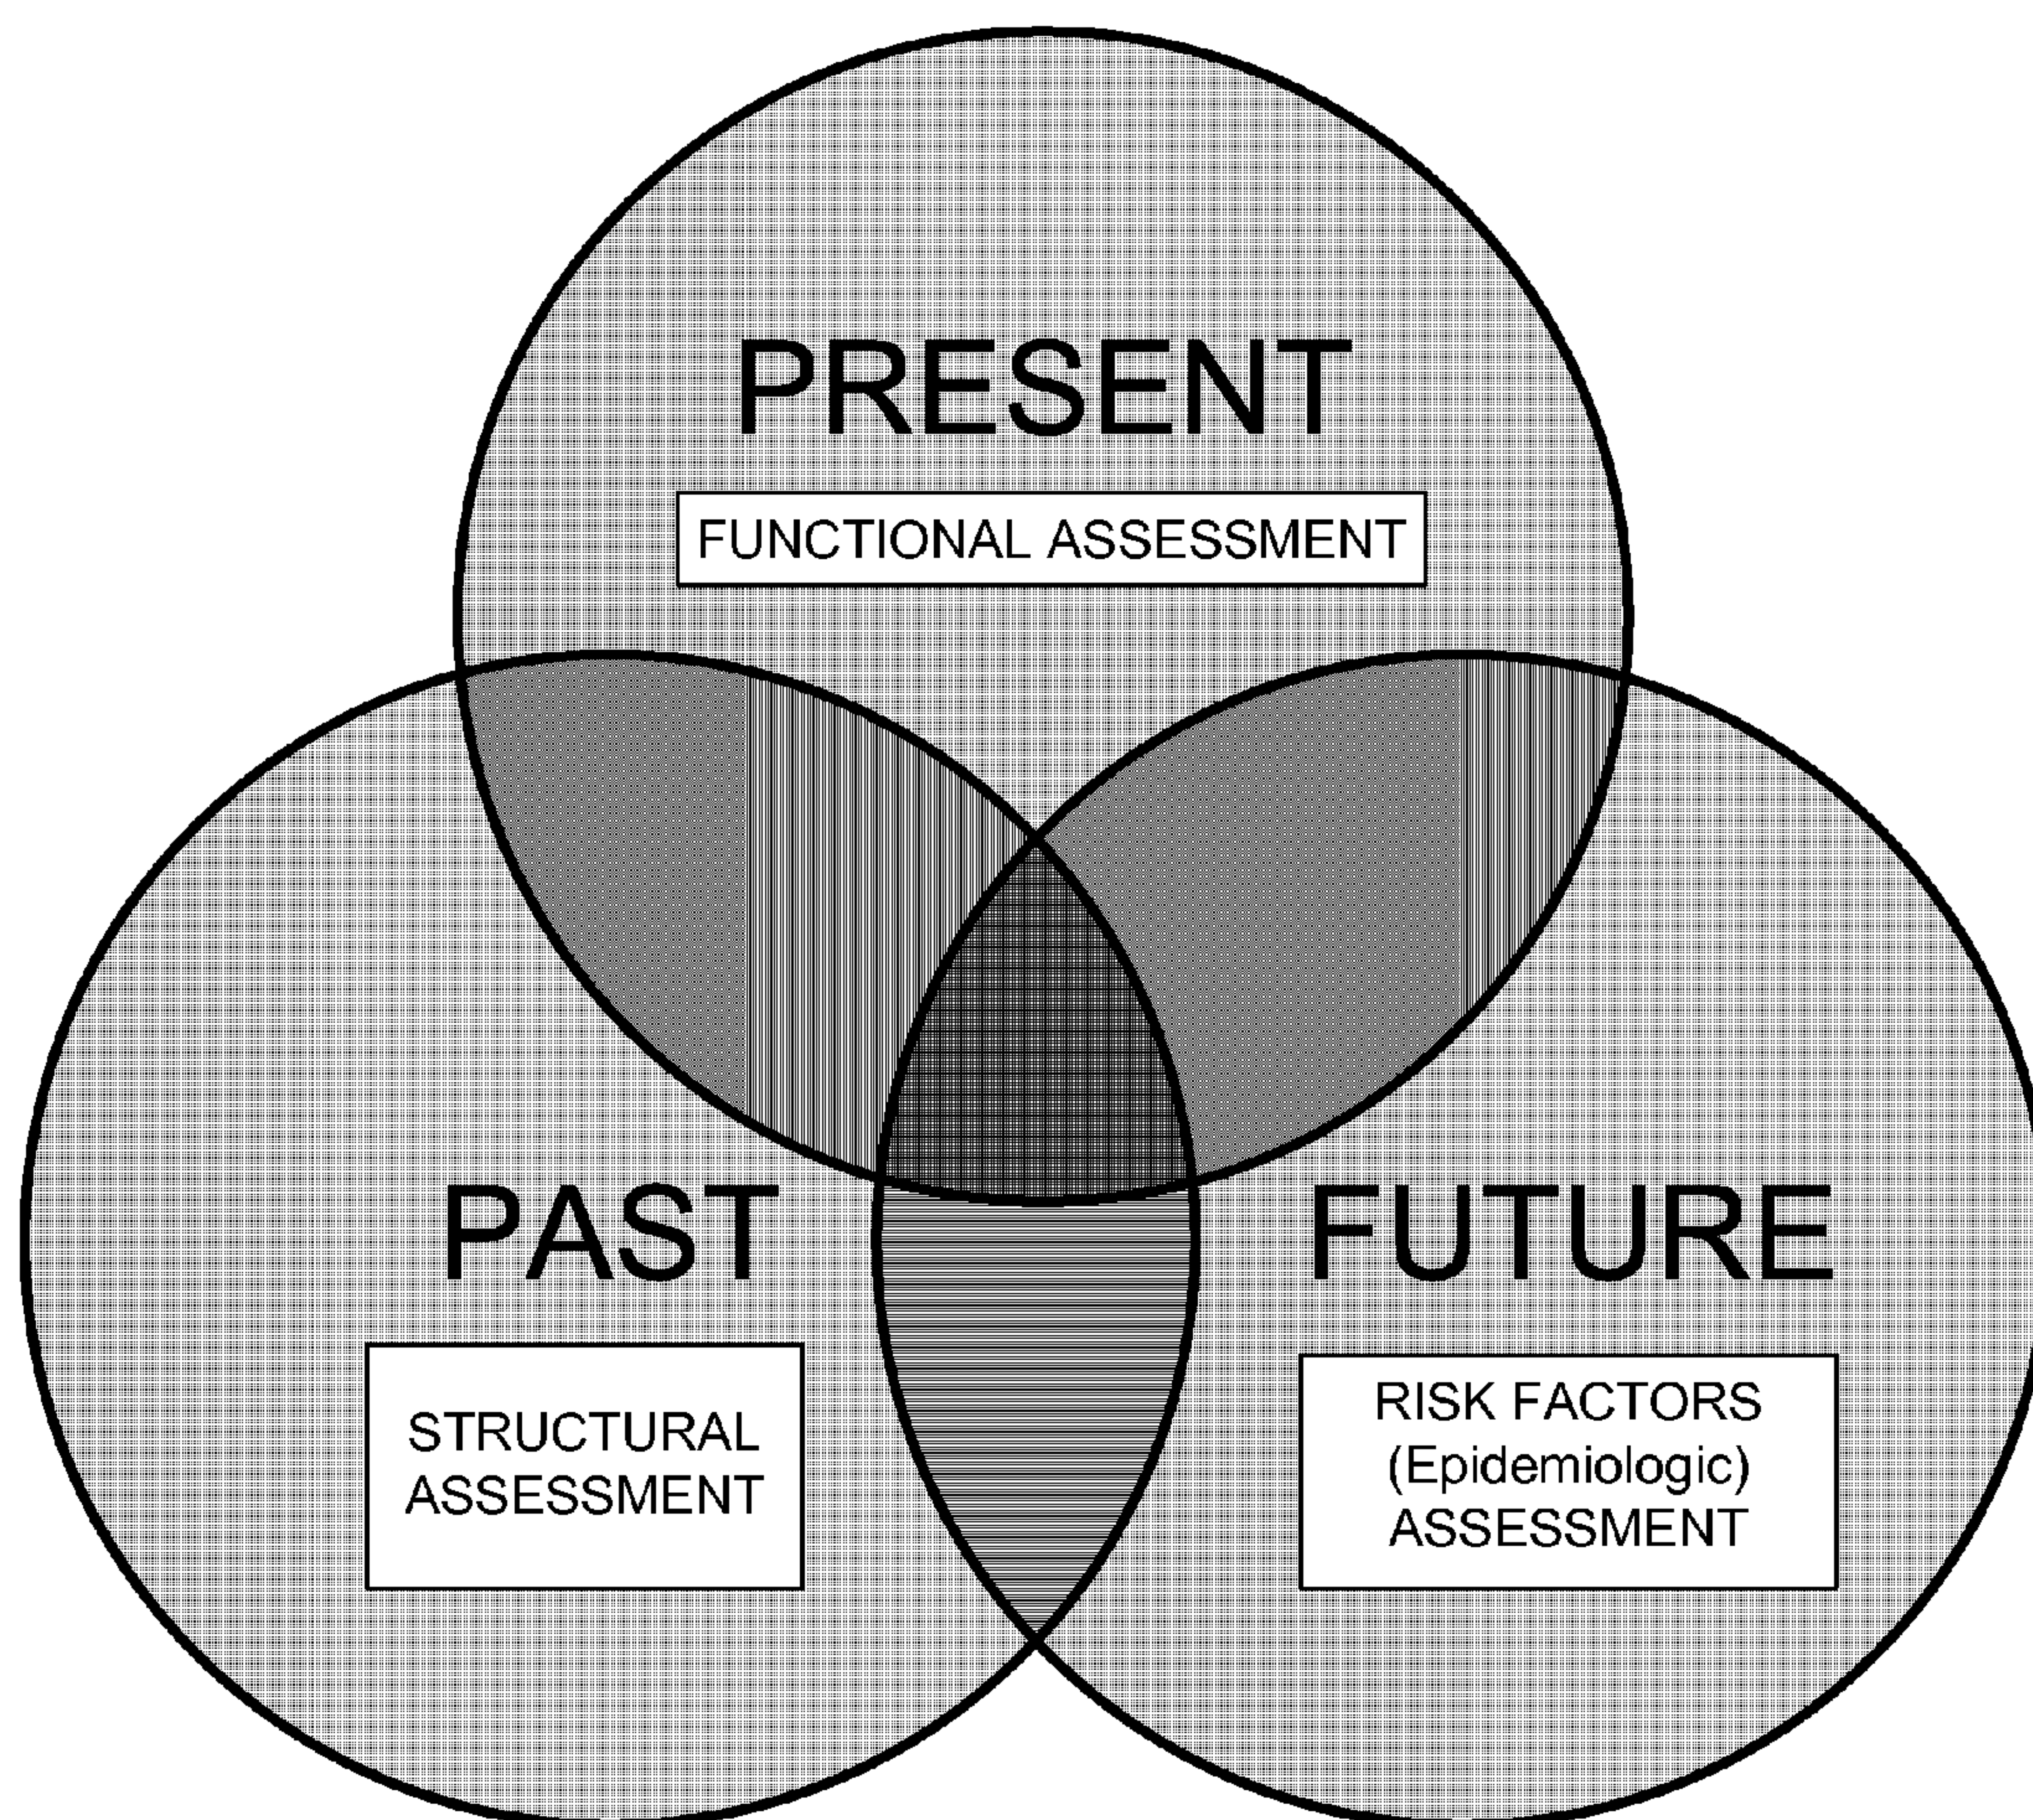 PRESENT
FUNCTIONAL ASSESSMENT
PAST
STRUCTURAL
ASSESSMENT
FUTURE
RISK FACTORS
(Epidemiologic)
ASSESSMENT